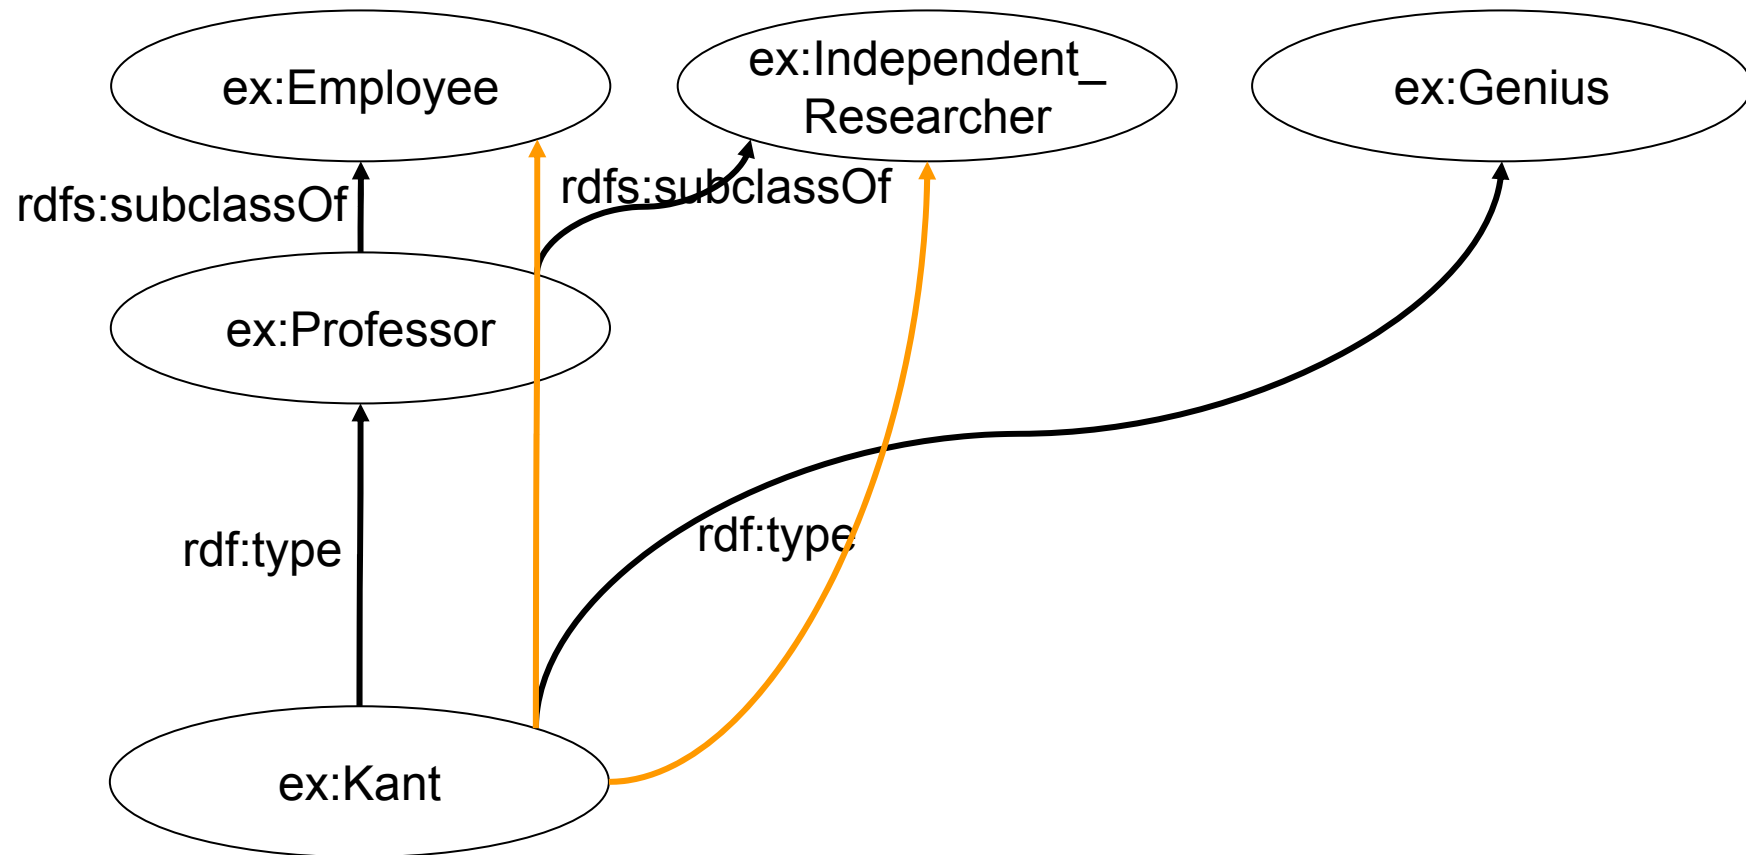 ex:Employee
ex:Independent_
Researcher
ex:Genius
rdfs:subclassOf
rdfs:subclassOf
ex:Professor
rdf:type
rdf:type
ex:Kant